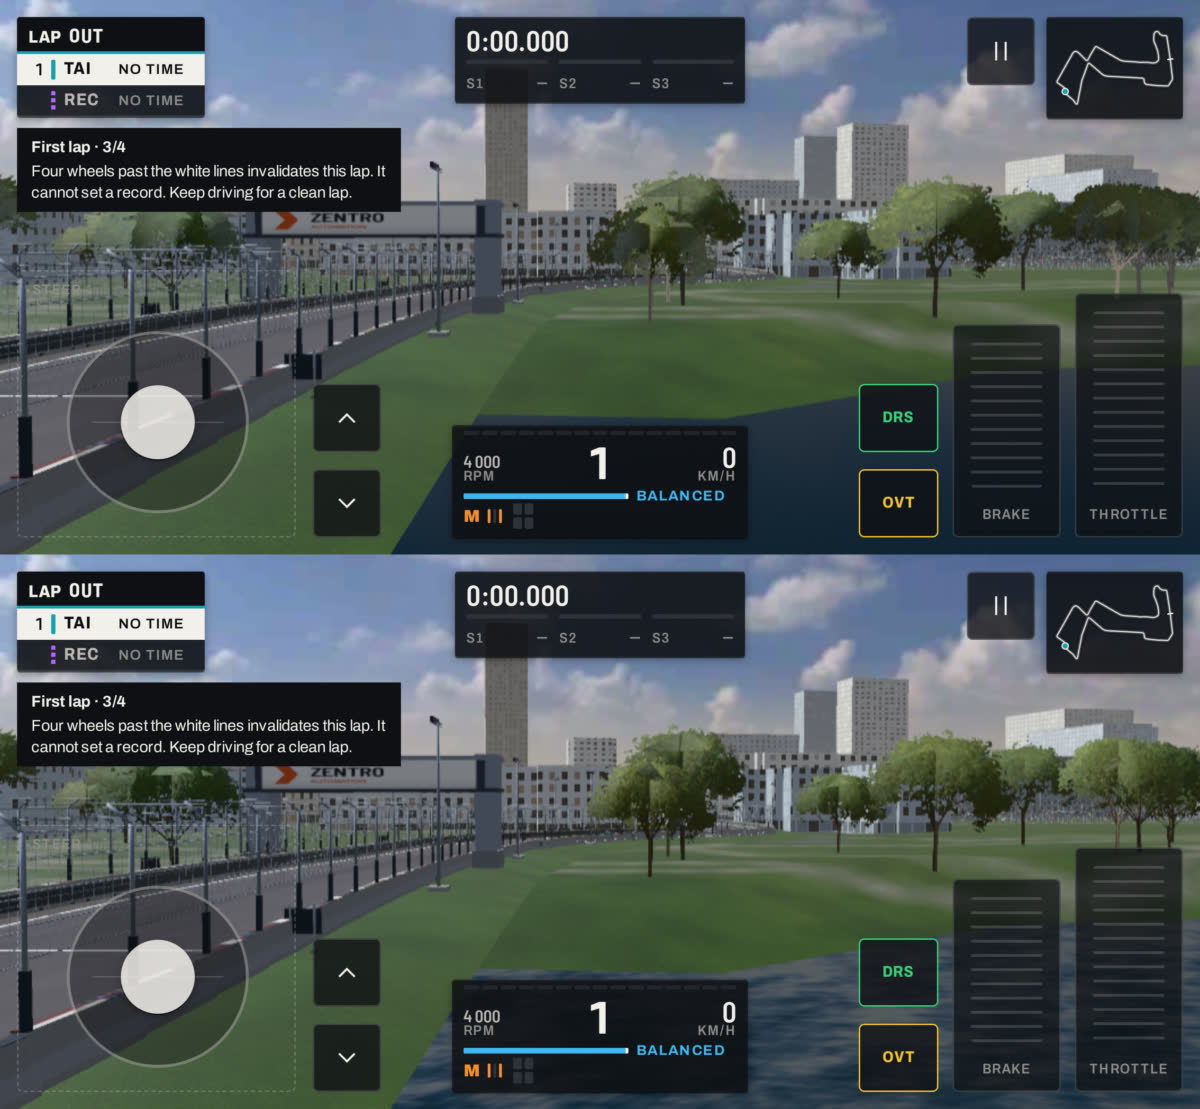 LAP OUT
1 TAI NO TIME
REC NO TIME
0:00.000
S1 — S2 — S3 —
First lap · 3/4
Four wheels past the white lines invalidates this lap. It
cannot set a record. Keep driving for a clean lap.
ZENTRO
STEER
DRS
OVT
BRAKE
THROTTLE
4 000
RPM
1
0
KM/H
BALANCED
M
LAP OUT
1 TAI NO TIME
REC NO TIME
0:00.000
S1 — S2 — S3 —
First lap · 3/4
Four wheels past the white lines invalidates this lap. It
cannot set a record. Keep driving for a clean lap.
ZENTRO
STEER
DRS
OVT
BRAKE
THROTTLE
4 000
RPM
1
0
KM/H
BALANCED
M